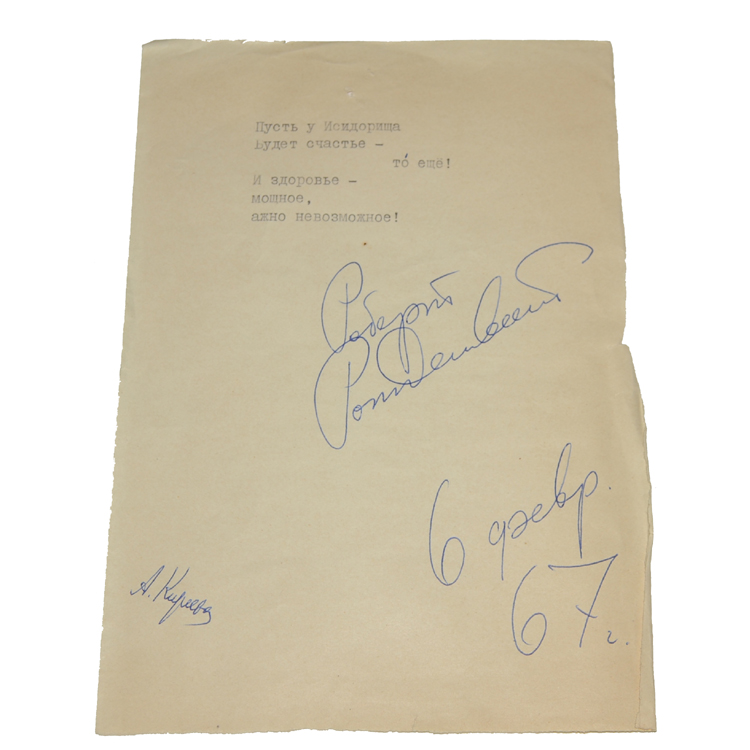 Пусть у Исидорища
Будет счастье –
то́ ещё!
И здоровье –
мощное,
ажно невозможное!
Роберт
Рождественский
6 февр.
67 г.
А. Киреева